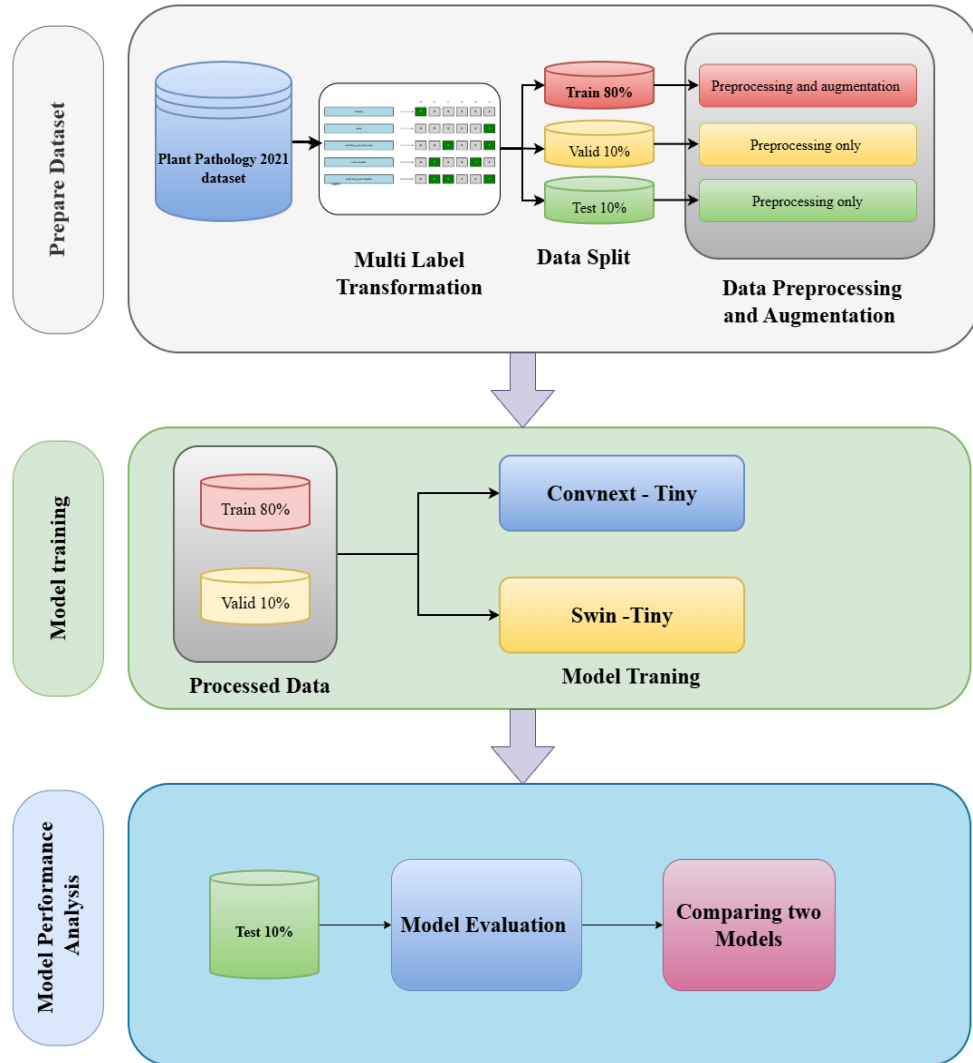 Prepare Dataset
Plant Pathology 2021
dataset
Multi Label
Transformation
Train 80%
Valid 10%
Test 10%
Data Split
Preprocessing and augmentation
Preprocessing only
Preprocessing only
Data Preprocessing
and Augmentation
Model training
Train 80%
Valid 10%
Processed Data
Convnext - Tiny
Swin -Tiny
Model Traning
Model Performance
Analysis
Test 10%
Model Evaluation
Comparing two
Models